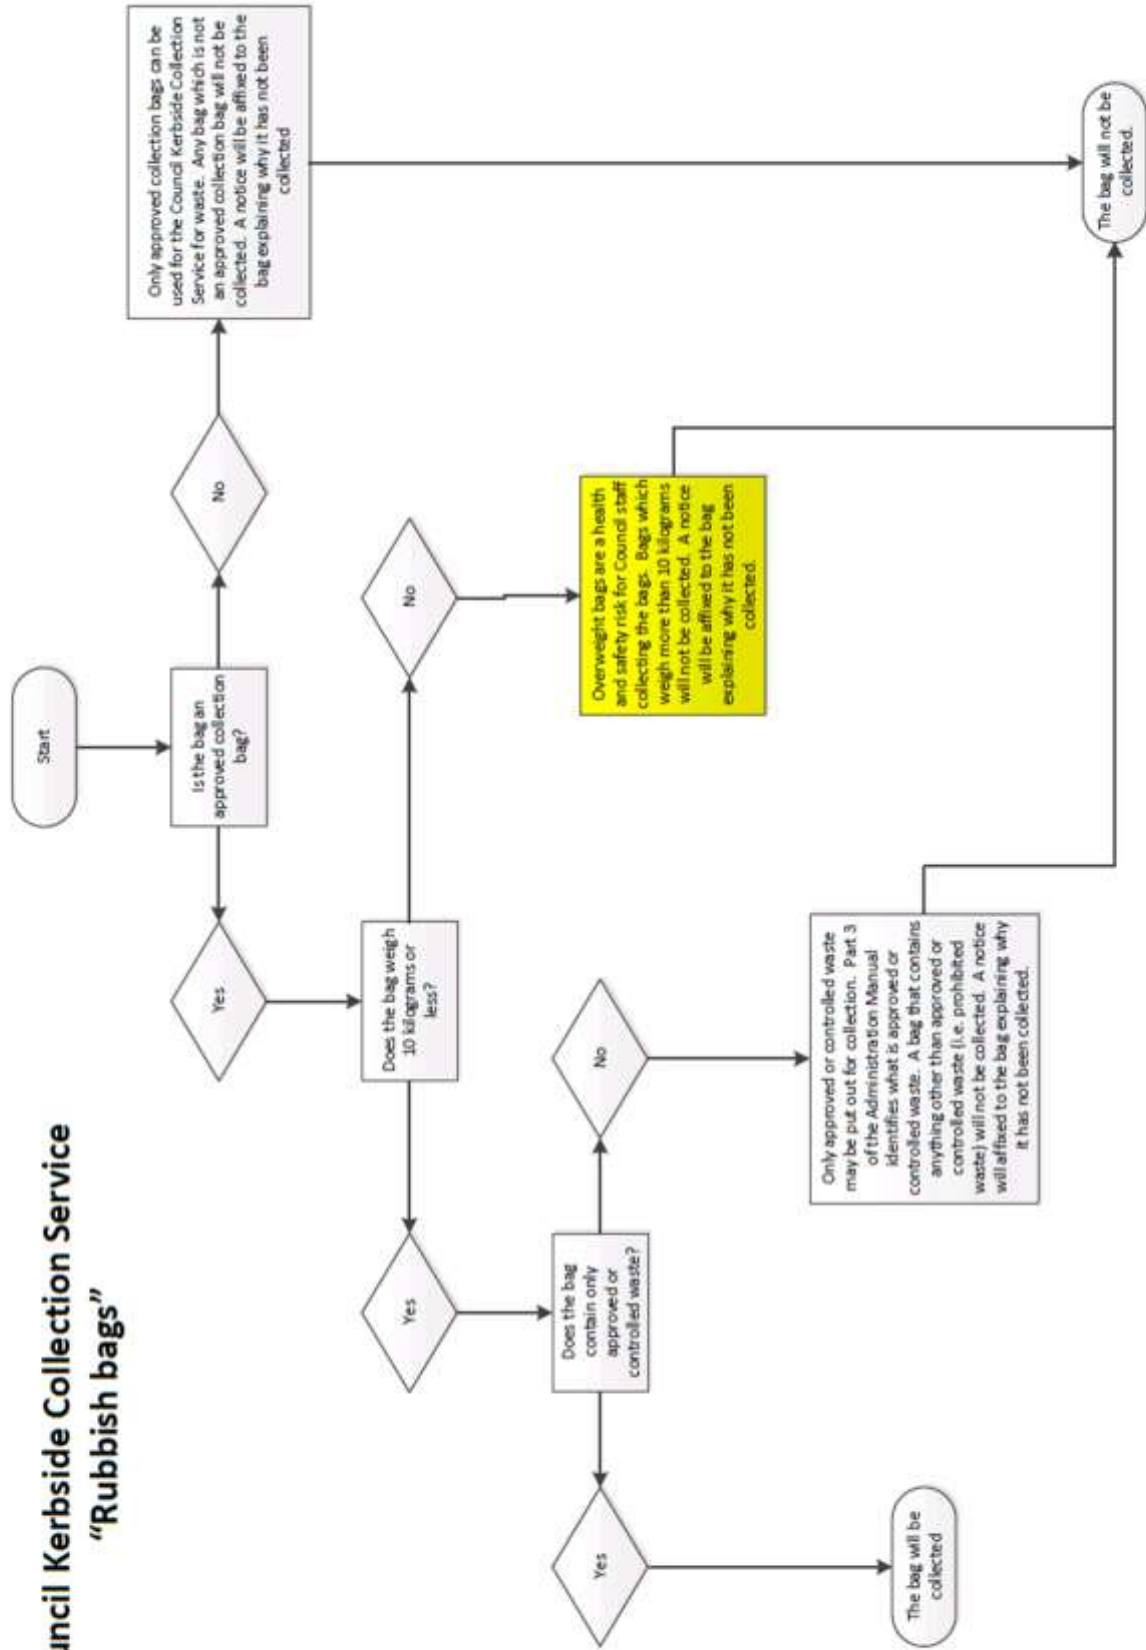 uncil Kerbside Collection Service
“Rubbish bags”
Start
Is the bag an
approved collection
bag?
Yes
No
Only approved collection bags can be
used for the Council Kerbside Collection
Service for waste. Any bag which is not
an approved collection bag will not be
collected. A notice will be affixed to the
bag explaining why it has not been
collected
Does the bag weigh
10 kilograms or
less?
Yes
No
Overweight bags are a health
and safety risk for Council staff
collecting the bags. Bags which
weigh more than 10 kilograms
will not be collected. A notice
will be affixed to the bag
explaining why it has not been
collected.
Does the bag
contain only
approved or
controlled waste?
Yes
No
Only approved or controlled waste
may be put out for collection. Part 3
of the Administration Manual
identifies what is approved or
controlled waste. A bag that contains
anything other than approved or
controlled waste (i.e. prohibited
waste) will not be collected. A notice
will affixed to the bag explaining why
it has not been collected.
The bag will be
collected
The bag will not be
collected.